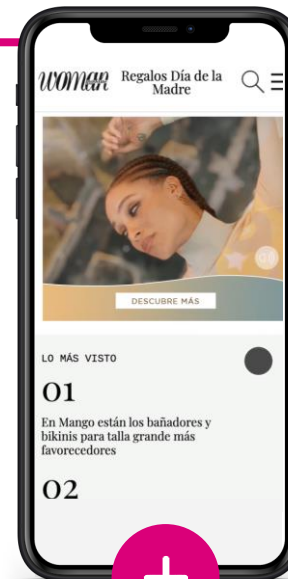 woman
Regalos Día de la
Madre
DESCUBRE MÁS
LO MÁS VISTO
01
En Mango están los bañadores y
bikinis para talla grande más
favorecedores
02